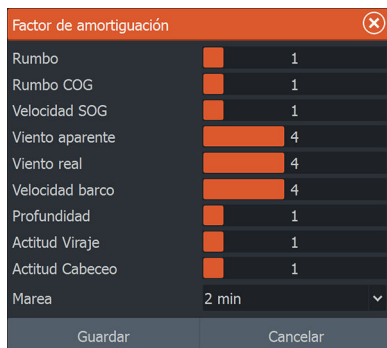 Factor de amortiguación
Rumbo 1
Rumbo COG 1
Velocidad SOG 1
Viento aparente 4
Viento real 4
Velocidad barco 4
Profundidad 1
Actitud Viraje 1
Actitud Cabeceo 1
Marea 2 min
Guardar Cancelar